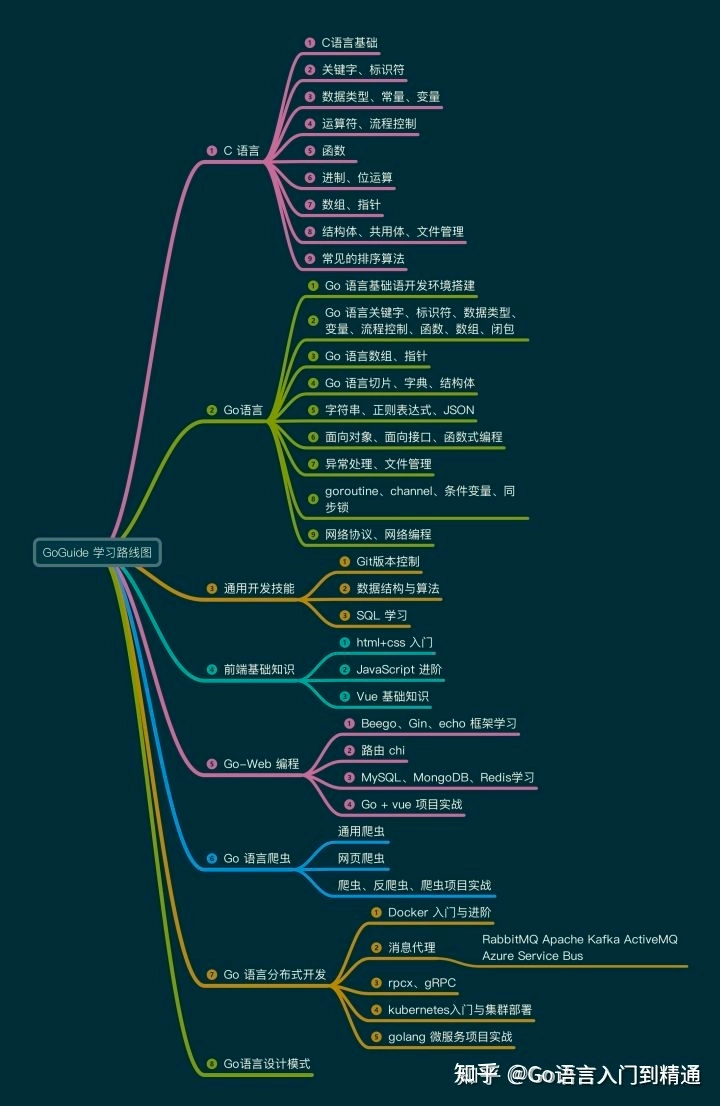 GoGuide 学习路线图
1 C 语言
1 C语言基础
2 关键字、标识符
3 数据类型、常量、变量
4 运算符、流程控制
5 函数
6 进制、位运算
7 数组、指针
8 结构体、共用体、文件管理
9 常见的排序算法
2 Go语言
1 Go 语言基础语开发环境搭建
2 Go 语言关键字、标识符、数据类型、
变量、流程控制、函数、数组、闭包
3 Go 语言数组、指针
4 Go 语言切片、字典、结构体
5 字符串、正则表达式、JSON
6 面向对象、面向接口、函数式编程
7 异常处理、文件管理
8 goroutine、channel、条件变量、同
步锁
9 网络协议、网络编程
3 通用开发技能
1 Git版本控制
2 数据结构与算法
3 SQL 学习
4 前端基础知识
1 html+css 入门
2 JavaScript 进阶
3 Vue 基础知识
5 Go-Web 编程
1 Beego、Gin、echo 框架学习
2 路由 chi
3 MySQL、MongoDB、Redis学习
4 Go + vue 项目实战
6 Go 语言爬虫
通用爬虫
网页爬虫
爬虫、反爬虫、爬虫项目实战
7 Go 语言分布式开发
1 Docker 入门与进阶
2 消息代理
RabbitMQ Apache Kafka ActiveMQ
Azure Service Bus
3 rpcx、gRPC
4 kubernetes入门与集群部署
5 golang 微服务项目实战
8 Go语言设计模式
知乎 @Go语言入门到精通